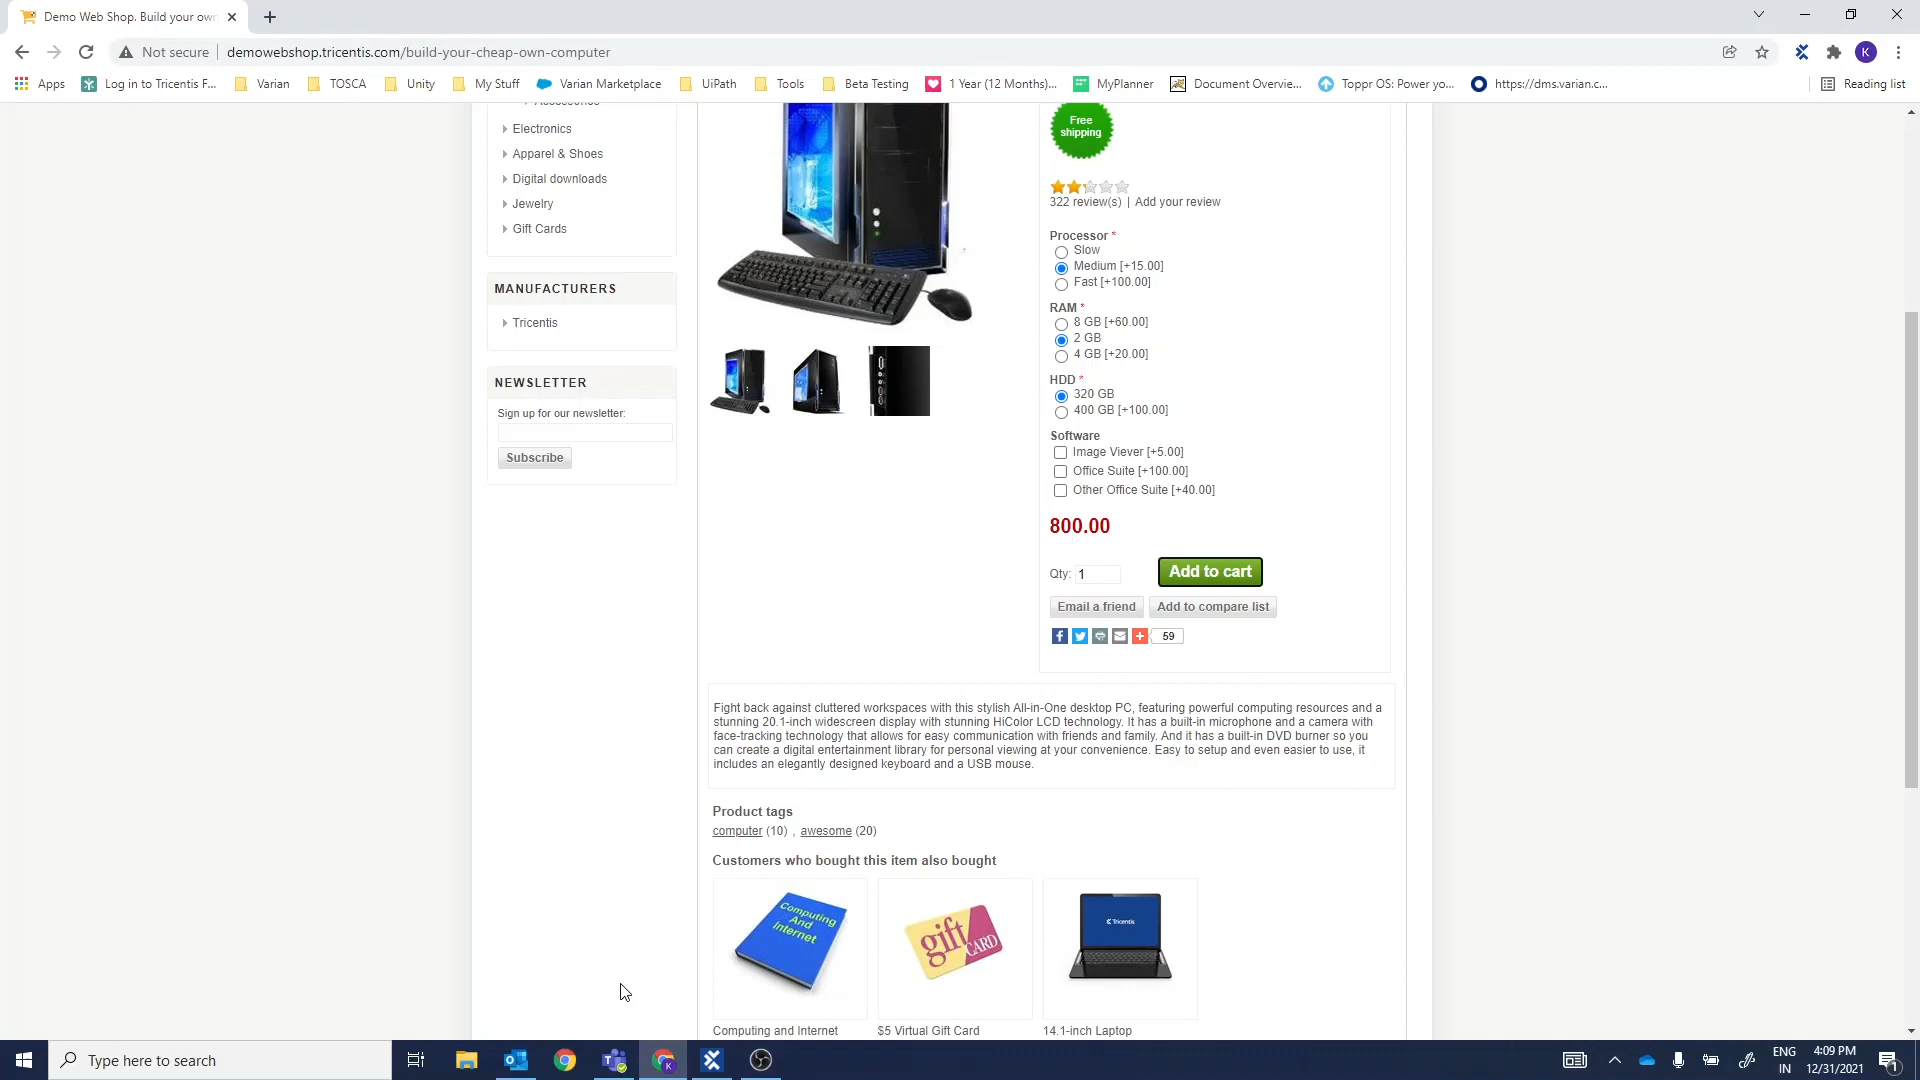 Demo Web Shop. Build your own
Not secure
demowebshop.tricentis.com/build-your-cheap-own-computer
K
Apps
Log in to Tricentis F...
Varian
TOSCA
Unity
My Stuff
Varian Marketplace
UiPath
Tools
Beta Testing
1 Year (12 Months)...
MyPlanner
Document Overvie...
Toppr OS: Power yo...
https://dms.varian.c...
Reading list
Accessories
Electronics
Apparel & Shoes
Digital downloads
Jewelry
Gift Cards
MANUFACTURERS
Tricentis
NEWSLETTER
Sign up for our newsletter:
Subscribe
Free
shipping
322 review(s) | Add your review
Processor *
Slow
Medium [+15.00]
Fast [+100.00]
RAM *
8 GB [+60.00]
2 GB
4 GB [+20.00]
HDD *
320 GB
400 GB [+100.00]
Software
Image Viever [+5.00]
Office Suite [+100.00]
Other Office Suite [+40.00]
800.00
Qty: 1
Add to cart
Email a friend
Add to compare list
59
Fight back against cluttered workspaces with this stylish All-in-One desktop PC, featuring powerful computing resources and a
stunning 20.1-inch widescreen display with stunning HiColor LCD technology. It has a built-in microphone and a camera with
face-tracking technology that allows for easy communication with friends and family. And it has a built-in DVD burner so you
can create a digital entertainment library for personal viewing at your convenience. Easy to setup and even easier to use, it
includes an elegantly designed keyboard and a USB mouse.
Product tags
computer (10) , awesome (20)
Customers who bought this item also bought
Computing
And
Internet
gift CARD
Tricentis
Computing and Internet
$5 Virtual Gift Card
14.1-inch Laptop
Type here to search
K
ENG
IN
4:09 PM
12/31/2021
1